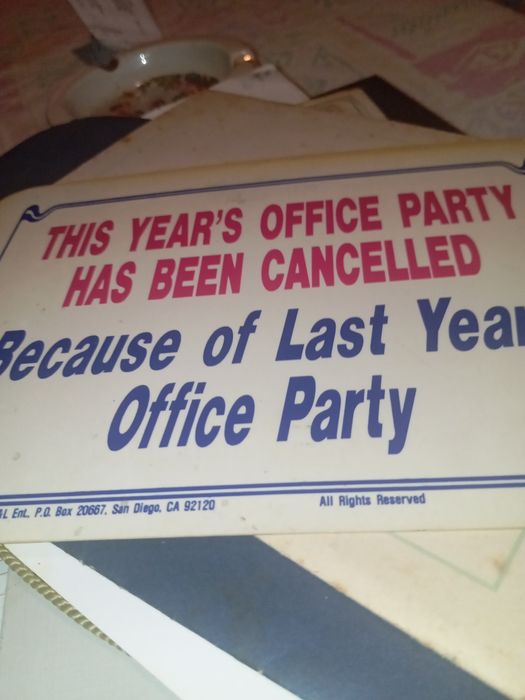 THIS YEAR'S OFFICE PARTY
HAS BEEN CANCELLED
Because of Last Year
Office Party
Ent. P.O. Box 20667, San Diego, CA 92120
All Rights Reserved